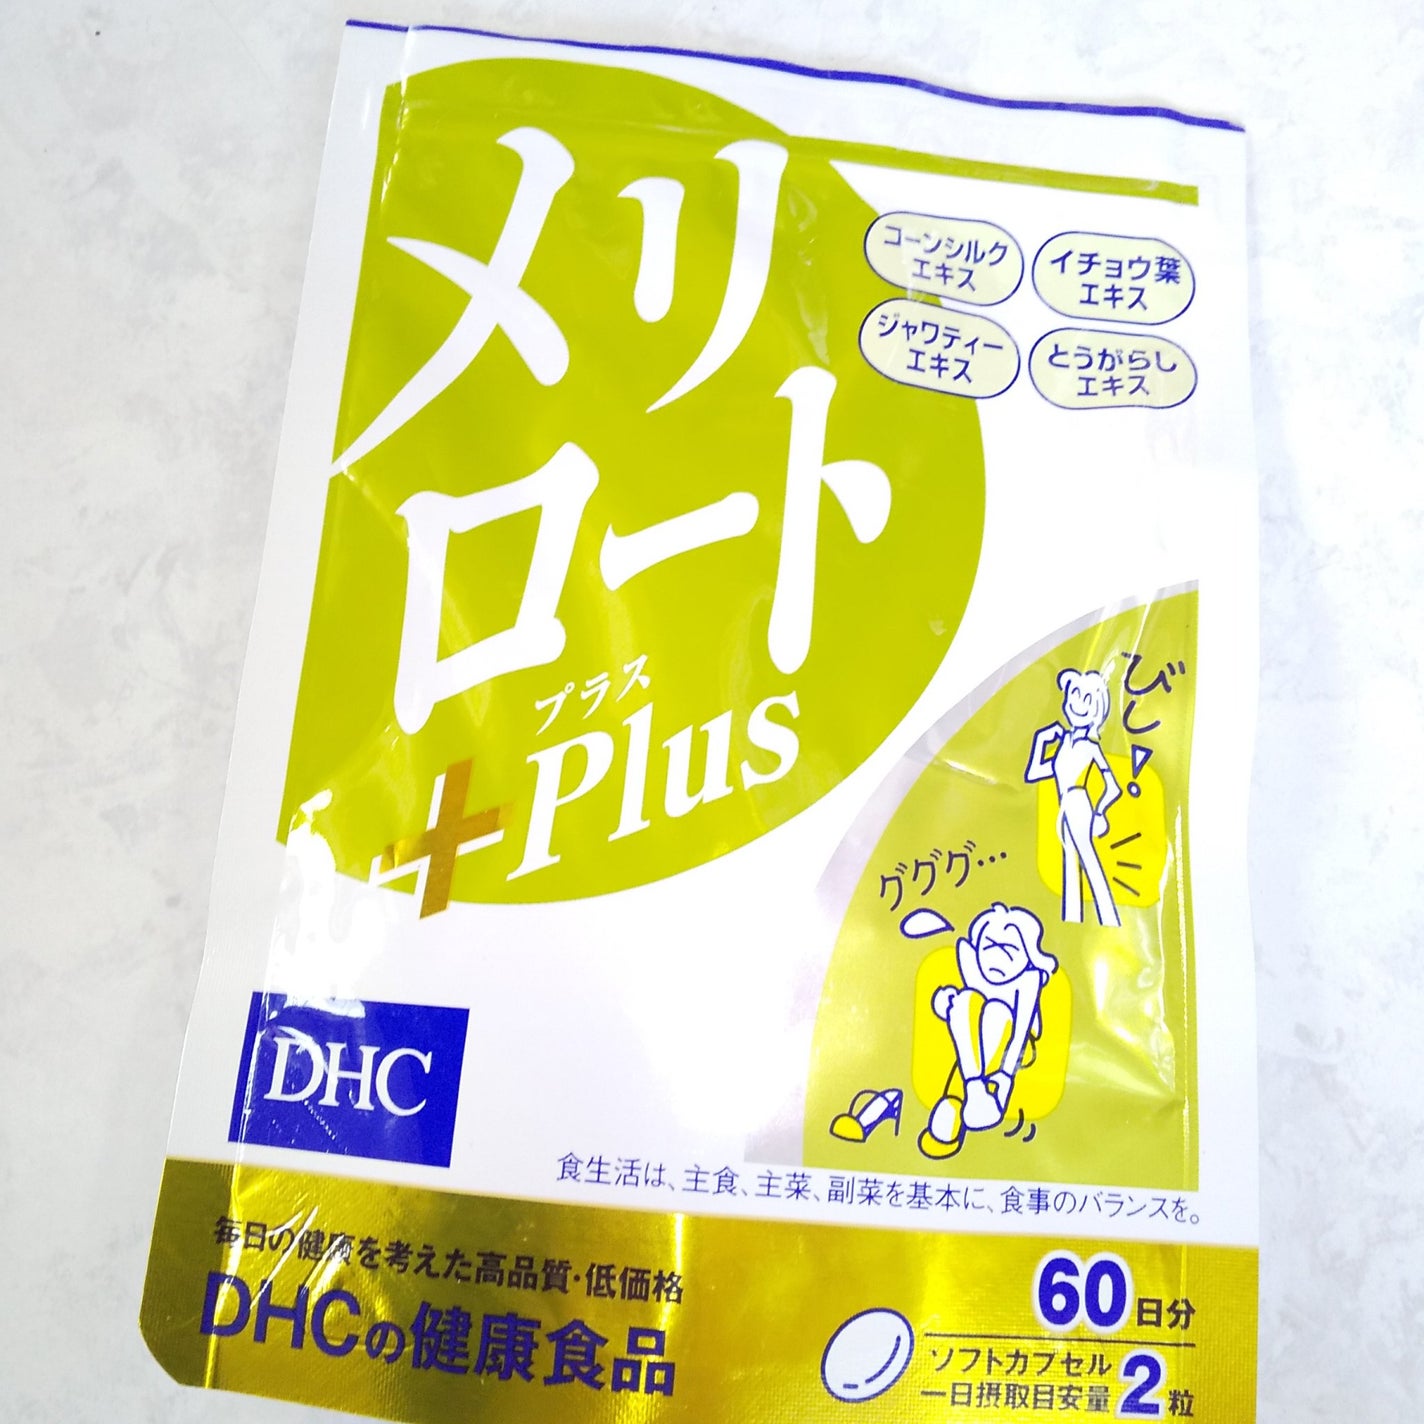 メリ
ロート
プラス
+Plus
コーンシルク
エキス
イチョウ葉
エキス
ジャワティー
エキス
とうがらし
エキス
びし!
グググ…
DHC
食生活は、主食、主菜、副菜を基本に、食事のバランスを。
毎日の健康を考えた高品質・低価格
DHCの健康食品
60日分
ソフトカプセル
一日摂取目安量2粒